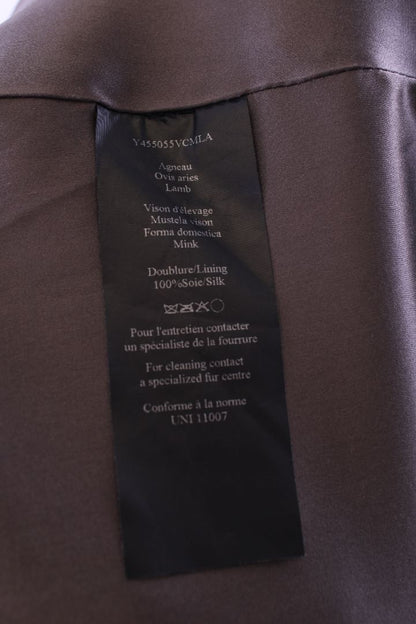 Y455055VCMLA
Agneau
Ovis aries
Lamb
Vison d'élevage
Mustela vison
Forma domestica
Mink
Doublure/Lining
100%Soie/Silk
Pour l'entretien contacter
un spécialiste de la fourrure
For cleaning contact
a specialized fur centre
Conforme à la norme
UNI 11007